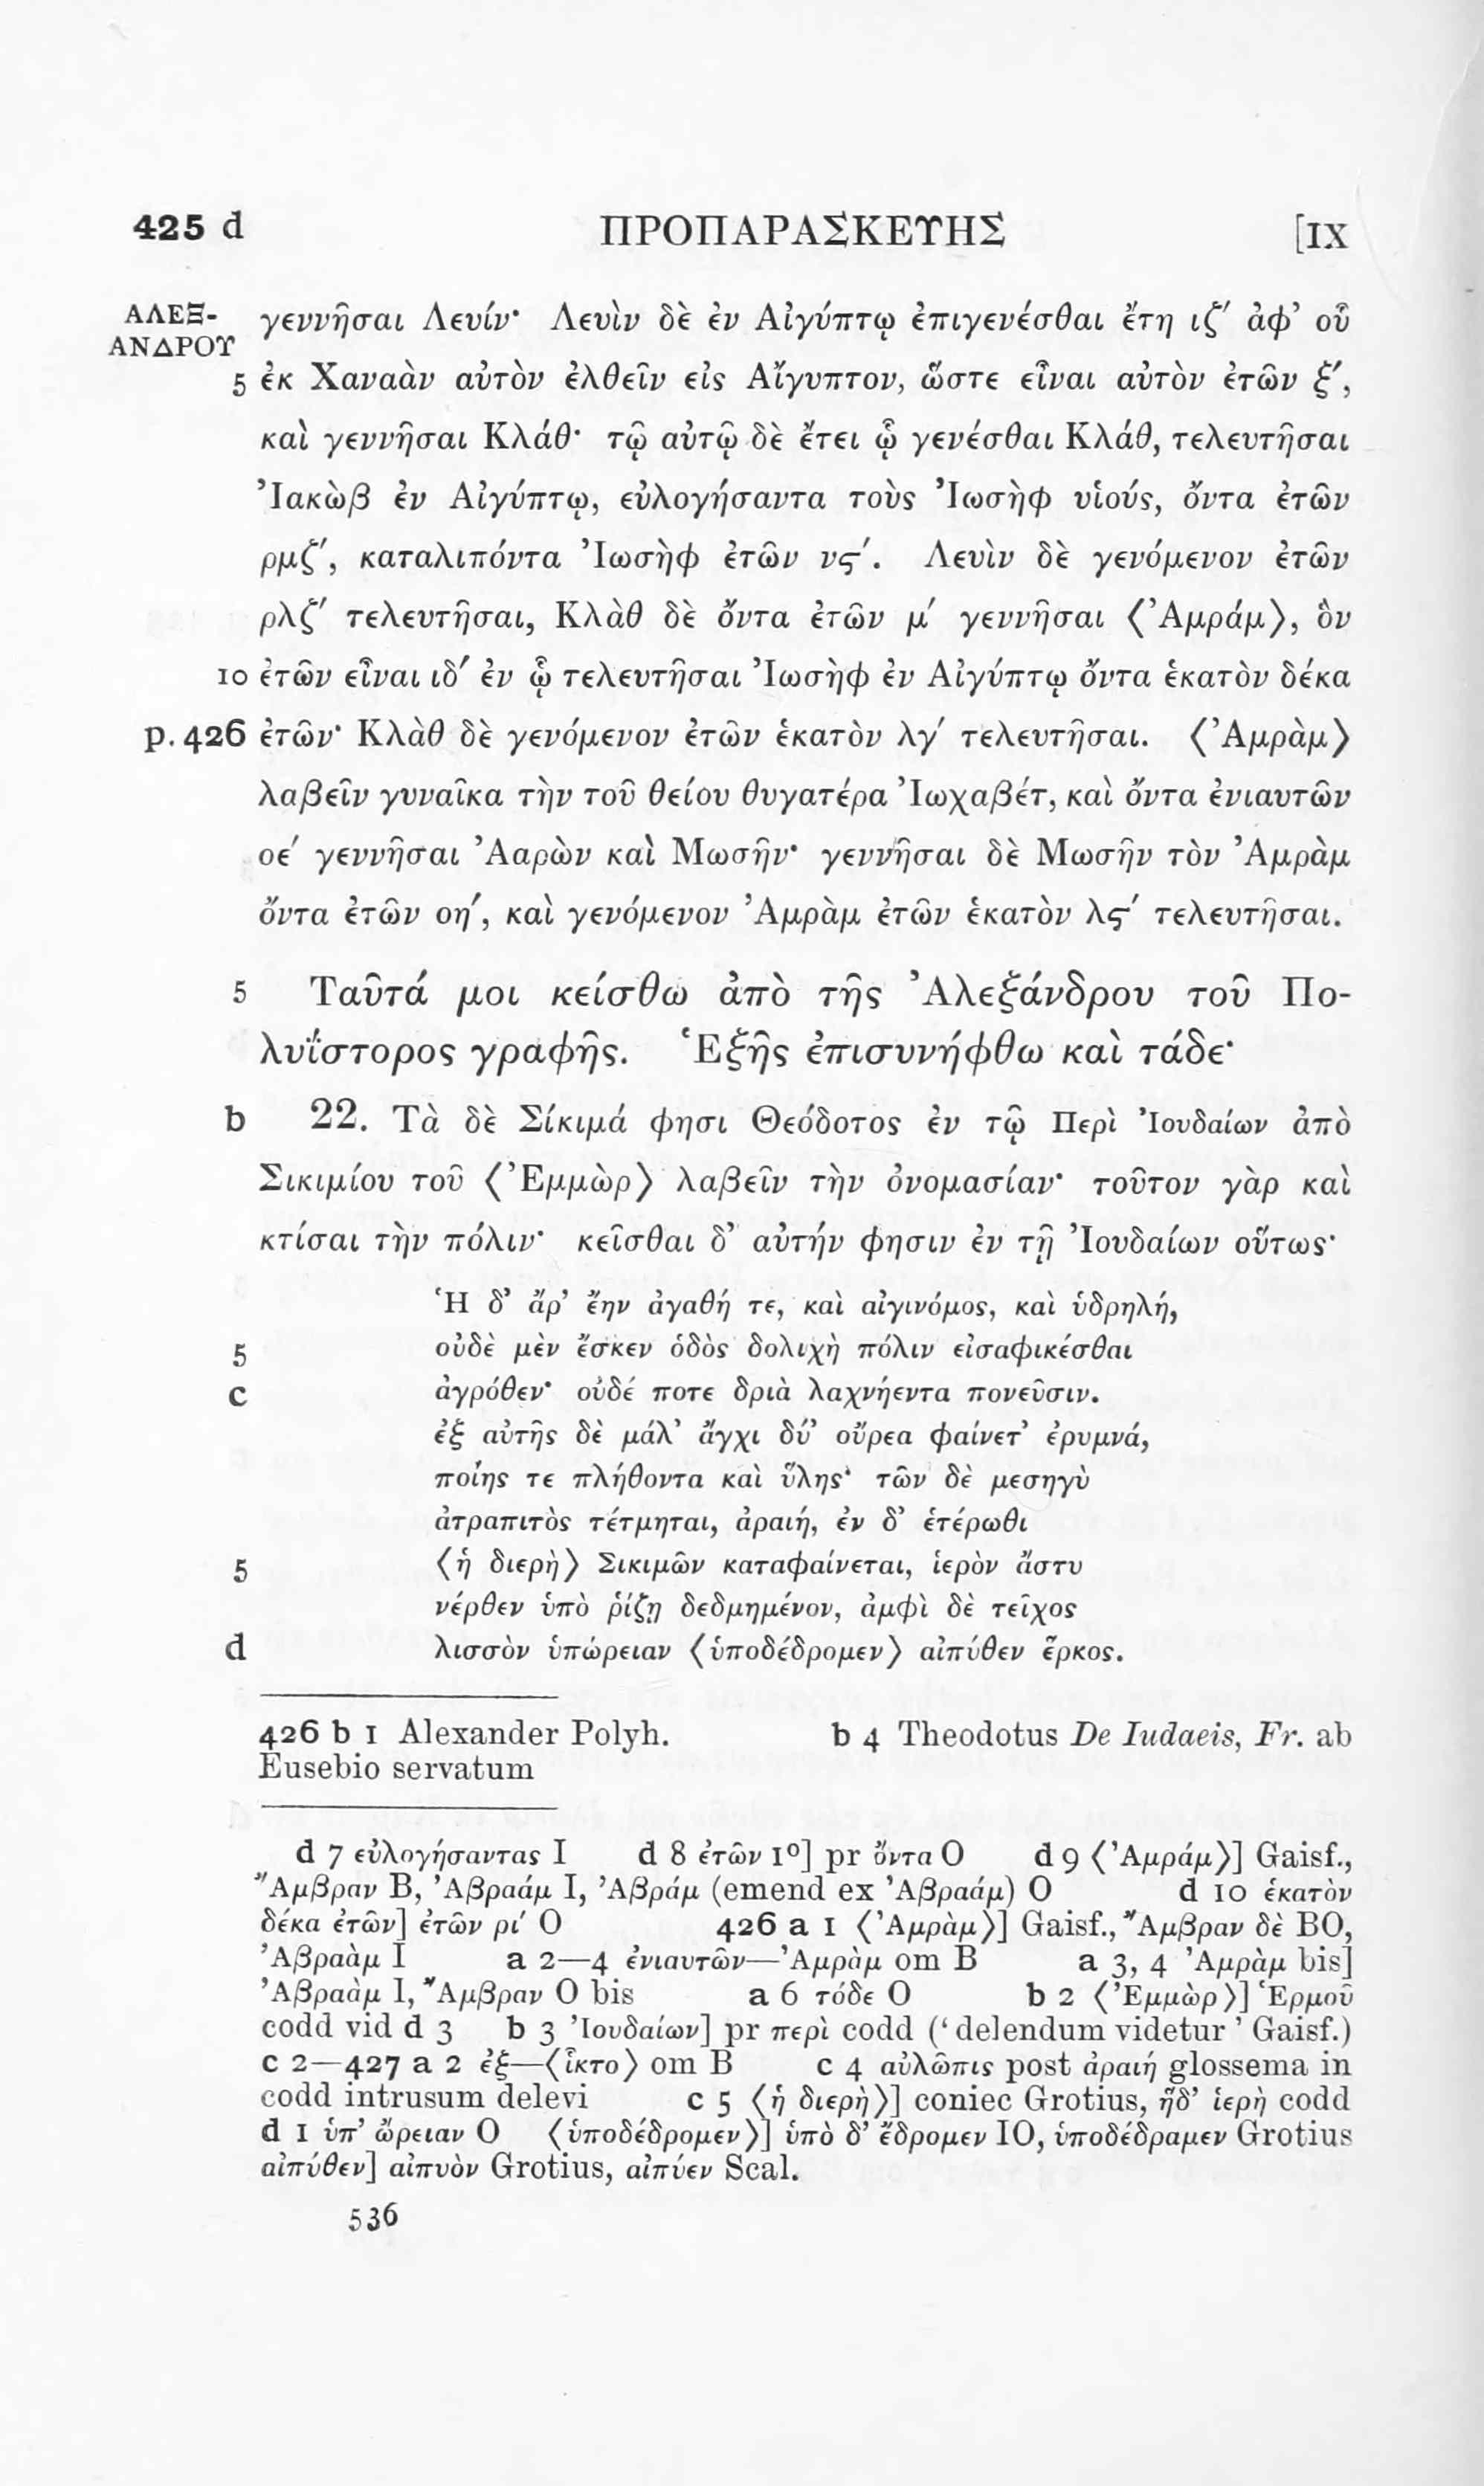 425 d ΠΡΟΠΑΡΑΣΚΕΥΗΣ [IX
ΑΛΕΞ-
ΑΝΔΡΟΥ
γεννῆσαι Λευίν· Λευὶν δὲ ἐν Αἰγύπτῳ ἐπιγενέσθαι ἔτη ιζ′ ἀφ’ οὗ
5 ἐκ Χαναὰν αὐτὸν ἐλθεῖν εἰς Αἴγυπτον, ὥστε εἶναι αὐτὸν ἐτῶν ξ′,
καὶ γεννῆσαι Κλάθ· τῷ αὐτῷ δὲ ἔτει ᾧ γενέσθαι Κλάθ, τελευτῆσαι
Ἰακὼβ ἐν Αἰγύπτῳ, εὐλογήσαντα τοὺς Ἰωσὴφ υἱούς, ὄντα ἐτῶν
ρμζ′, καταλιπόντα Ἰωσὴφ ἐτῶν νϛ′. Λευὶν δὲ γενόμενον ἐτῶν
ρλζ′ τελευτῆσαι, Κλὰθ δὲ ὄντα ἐτῶν μ′ γεννῆσαι ⟨Ἀμράμ⟩, ὃν
10 ἐτῶν εἶναι ιδ′ ἐν ᾧ τελευτῆσαι Ἰωσὴφ ἐν Αἰγύπτῳ ὄντα ἑκατὸν δέκα
p. 426 ἐτῶν· Κλὰθ δὲ γενόμενον ἐτῶν ἑκατὸν λγ′ τελευτῆσαι. ⟨Ἀμρὰμ⟩
λαβεῖν γυναῖκα τὴν τοῦ θείου θυγατέρα Ἰωχαβέτ, καὶ ὄντα ἐνιαυτῶν
οε′ γεννῆσαι Ἀαρὼν καὶ Μωσῆν· γεννῆσαι δὲ Μωσῆν τὸν Ἀμρὰμ
ὄντα ἐτῶν οη′, καὶ γενόμενον Ἀμρὰμ ἐτῶν ἑκατὸν λϛ′ τελευτῆσαι.
5 Ταῦτά μοι κείσθω ἀπὸ τῆς Ἀλεξάνδρου τοῦ Πο-
λυΐστορος γραφῆς. Ἑξῆς ἐπισυνήφθω καὶ τάδε·
b 22. Τὰ δὲ Σίκιμά φησι Θεόδοτος ἐν τῷ Περὶ Ἰουδαίων ἀπὸ
Σικιμίου τοῦ ⟨Ἐμμὼρ⟩ λαβεῖν τὴν ὀνομασίαν· τοῦτον γὰρ καὶ
κτίσαι τὴν πόλιν· κεῖσθαι δ’ αὐτήν φησιν ἐν τῇ Ἰουδαίων οὕτως·
Ἡ δ’ ἄρ’ ἔην ἀγαθή τε, καὶ αἰγινόμος, καὶ ὑδρηλή,
5 οὐδὲ μὲν ἔσκεν ὁδὸς δολιχὴ πόλιν εἰσαφικέσθαι
c ἀγρόθεν· οὐδέ ποτε δριὰ λαχνήεντα πονεῦσιν.
ἐξ αὐτῆς δὲ μάλ’ ἄγχι δύ’ οὔρεα φαίνετ’ ἐρυμνά,
ποίης τε πλήθοντα καὶ ὕλης· τῶν δὲ μεσηγὺ
ἀτραπιτὸς τέτμηται, ἀραιή, ἐν δ’ ἑτέρωθι
5 ⟨ἡ διερὴ⟩ Σικιμῶν καταφαίνεται, ἱερὸν ἄστυ
νέρθεν ὑπὸ ῥίζῃ δεδμημένον, ἀμφὶ δὲ τεῖχος
d λισσὸν ὑπώρειαν ⟨ὑποδέδρομεν⟩ αἰπύθεν ἕρκος.
426 b 1 Alexander Polyh. b 4 Theodotus De Iudaeis, Fr. ab
Eusebio servatum
d 7 εὐλογήσαντας I d 8 ἐτῶν 1º] pr ὄντα O d 9 ⟨Ἀμράμ⟩] Gaisf.,
Ἄμβραν B, Ἀβραάμ I, Ἀβράμ (emend ex Ἀβραάμ) O d 10 ἑκατὸν
δέκα ἐτῶν] ἐτῶν ρι′ O 426 a 1 ⟨Ἀμρὰμ⟩] Gaisf., Ἄμβραν δὲ BO,
Ἀβραὰμ I a 2—4 ἐνιαυτῶν—Ἀμρὰμ om B a 3, 4 Ἀμρὰμ bis]
Ἀβραὰμ I, Ἄμβραν O bis a 6 τόδε O b 2 ⟨Ἐμμὼρ⟩] Ἑρμοῦ
codd vid d 3 b 3 Ἰουδαίων] pr περὶ codd (‘delendum videtur’ Gaisf.)
c 2—427 a 2 ἐξ—⟨ἷκτο⟩ om B c 4 αὐλῶπις post ἀραιή glossema in
codd intrusum delevi c 5 ⟨ἡ διερὴ⟩] coniec Grotius, ἥδ’ ἱερὴ codd
d 1 ὑπ’ ὥρειαν O ⟨ὑποδέδρομεν⟩] ὑπὸ δ’ ἔδρομεν IO, ὑποδέδραμεν Grotius
αἰπύθεν] αἰπυὸν Grotius, αἰπύεν Scal.
536